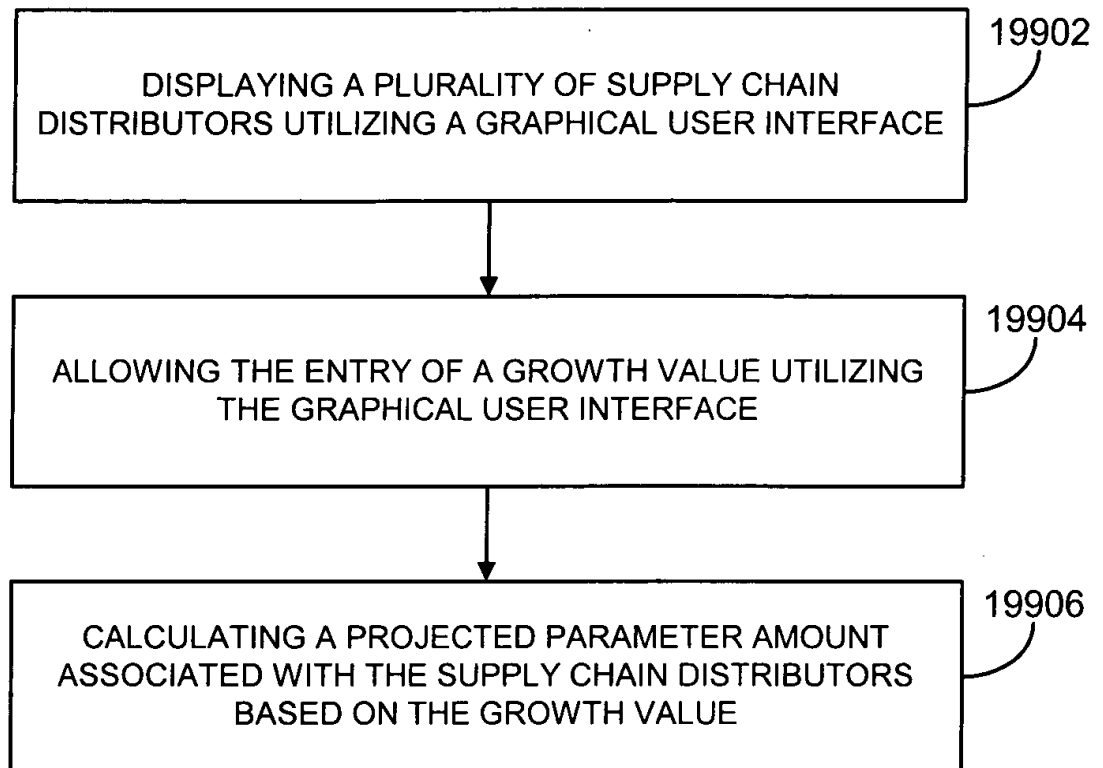 19902
DISPLAYING A PLURALITY OF SUPPLY CHAIN
DISTRIBUTORS UTILIZING A GRAPHICAL USER INTERFACE
19904
ALLOWING THE ENTRY OF A GROWTH VALUE UTILIZING
THE GRAPHICAL USER INTERFACE
19906
CALCULATING A PROJECTED PARAMETER AMOUNT
ASSOCIATED WITH THE SUPPLY CHAIN DISTRIBUTORS
BASED ON THE GROWTH VALUE